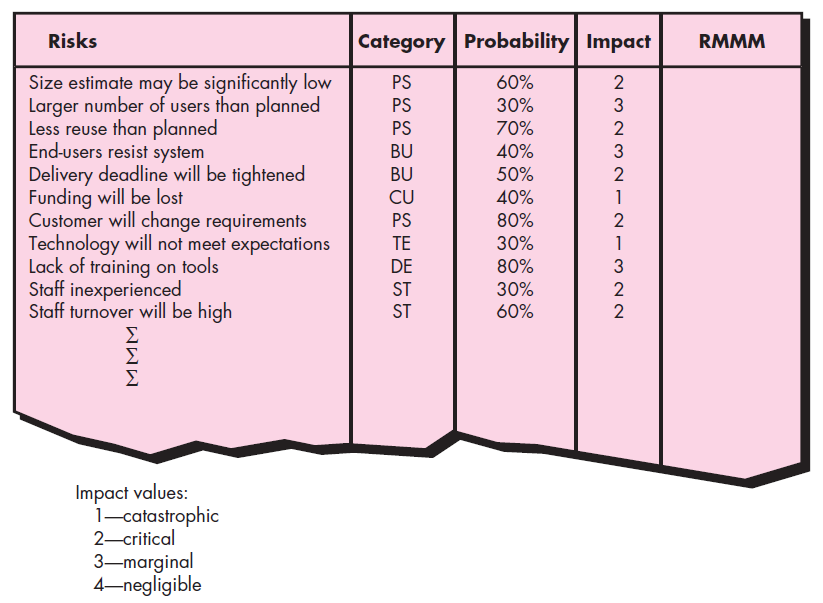 Risks Category Probability Impact RMMM
Size estimate may be significantly low PS 60% 2
Larger number of users than planned PS 30% 3
Less reuse than planned PS 70% 2
End-users resist system BU 40% 3
Delivery deadline will be tightened BU 50% 2
Funding will be lost CU 40% 1
Customer will change requirements PS 80% 2
Technology will not meet expectations TE 30% 1
Lack of training on tools DE 80% 3
Staff inexperienced ST 30% 2
Staff turnover will be high ST 60% 2
Σ
Σ
Σ
Impact values:
1—catastrophic
2—critical
3—marginal
4—negligible